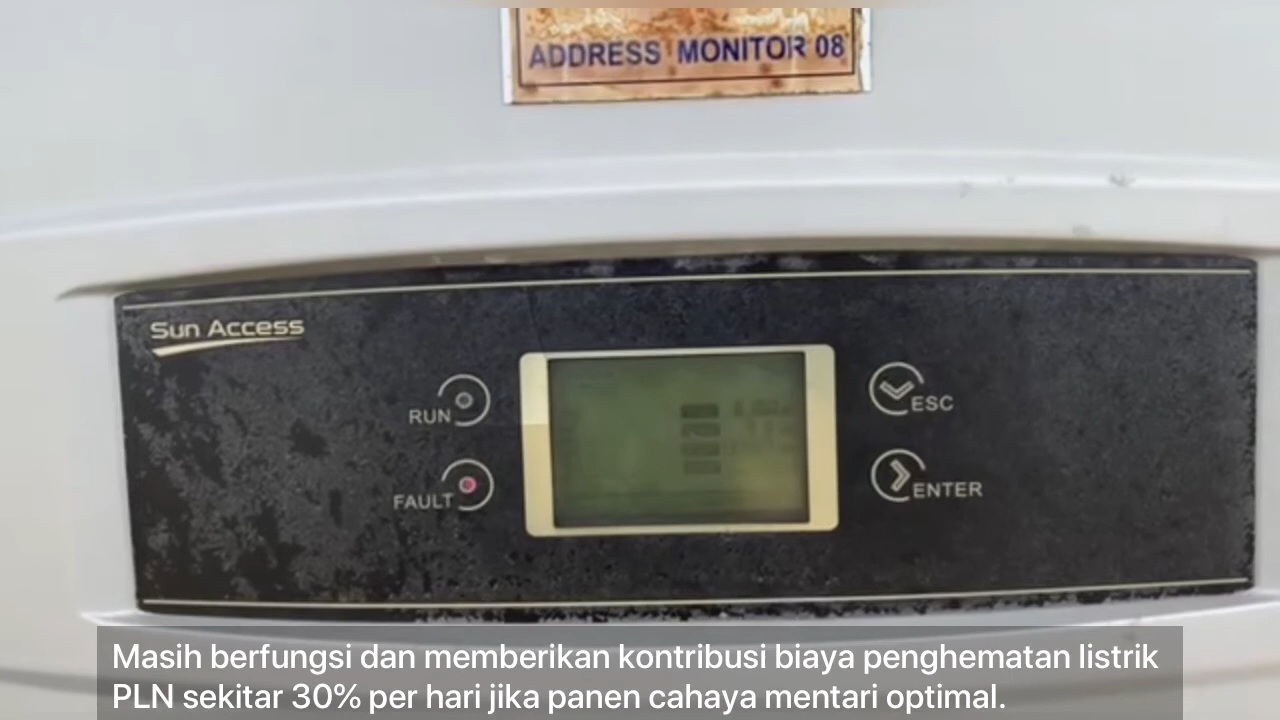 ADDRESS MONITOR 08
Sun Access
RUN
ESC
FAULT
ENTER
Masih berfungsi dan memberikan kontribusi biaya penghematan listrik
PLN sekitar 30% per hari jika panen cahaya mentari optimal.